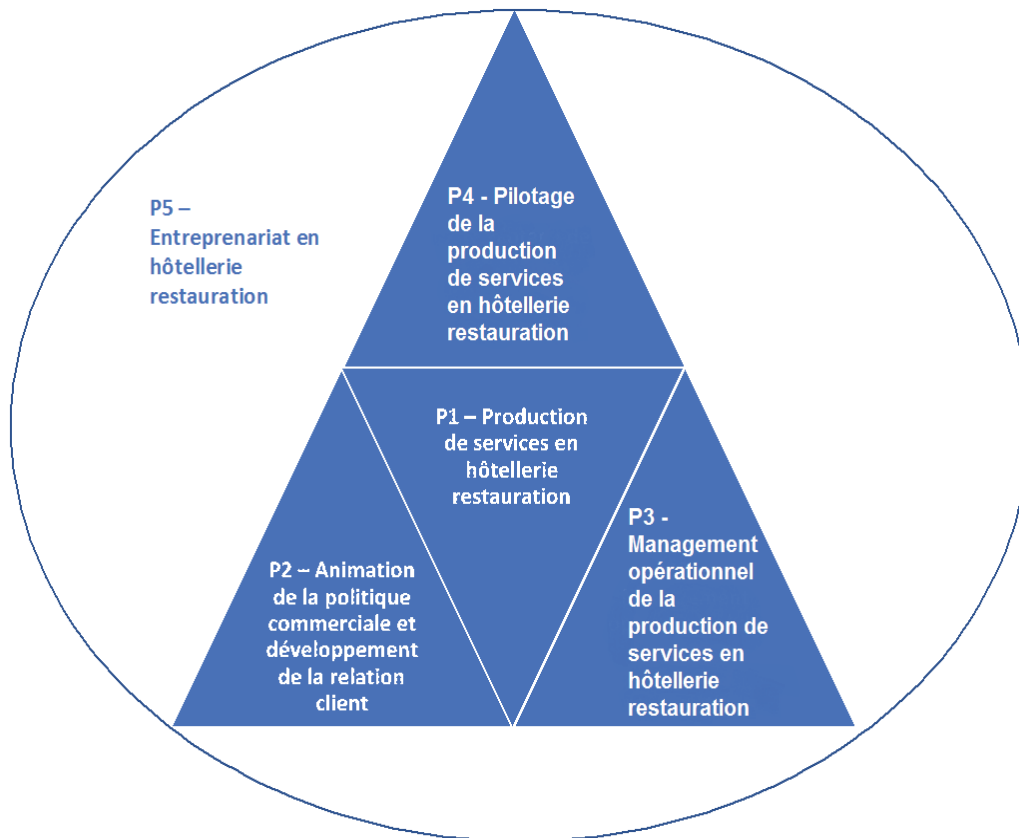 P4 - Pilotage
de la
production
de services
en hôtellerie
restauration
P5 –
Entreprenariat en
hôtellerie
restauration
P1 – Production
de services en
hôtellerie
restauration
P2 – Animation
de la politique
commerciale et
développement
de la relation
client
P3 -
Management
opérationnel
de la
production de
services en
hôtellerie
restauration